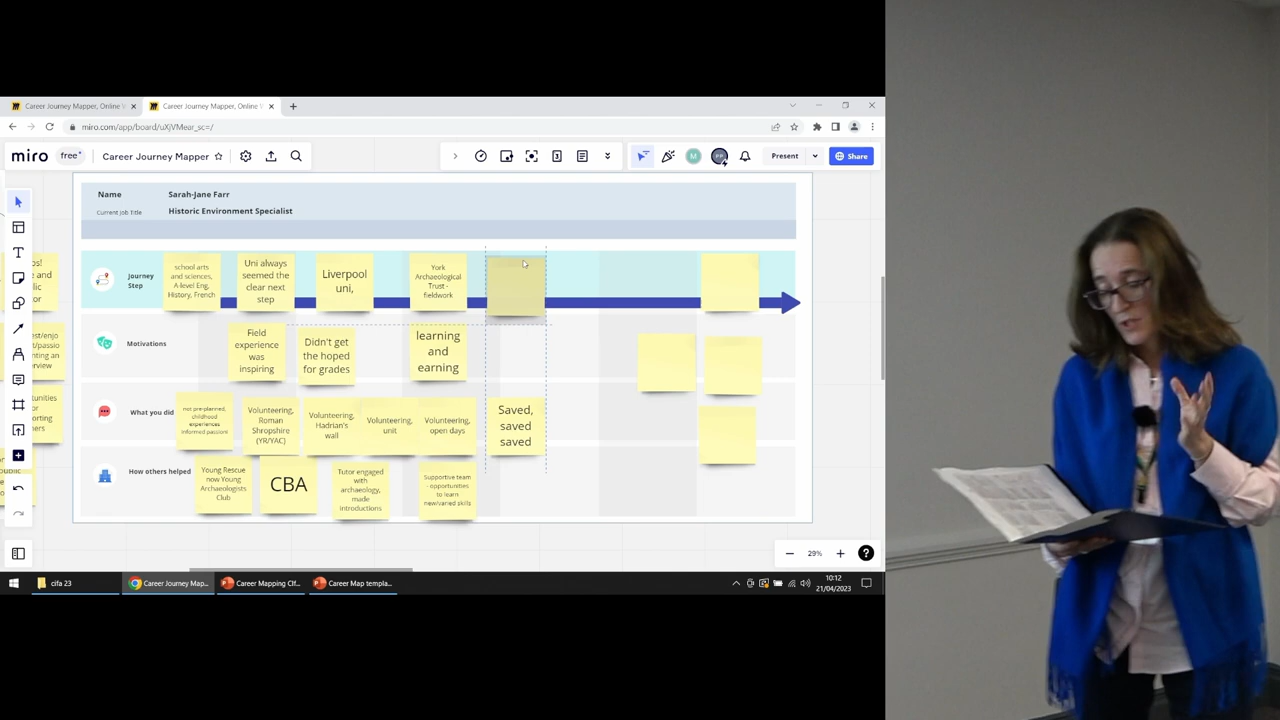 Career Journey Mapper, Online W
Career Journey Mapper, Online W
miro.com/app/board/uXjVMear_sc=/
miro
free
Career Journey Mapper
Present
Share
Name
Sarah-Jane Farr
Current Job Title
Historic Environment Specialist
Journey
Step
school arts
and sciences,
A level Eng,
History, French
Uni always
seemed the
clear next
step
Liverpool
uni,
York
Archaeological
Trust -
fieldwork
Motivations
Field
experience
was
inspiring
Didn't get
the hoped
for grades
learning
and
earning
What you did
not pre-planned,
childhood
experiences
informed passion!
Volunteering,
Roman
Shropshire
(YR/YAC)
Volunteering,
Hadrian's
wall
Volunteering,
unit
Volunteering,
open days
Saved,
saved
saved
How others helped
Young Rescue
now Young
Archaeologists
Club
CBA
Tutor engaged
with
archaeology,
made
introductions
Supportive team
- opportunities
to learn
new/varied skills
29%
cifa 23
Career Journey Map...
Career Mapping CIf...
Career Map templa...
10:12
21/04/2023